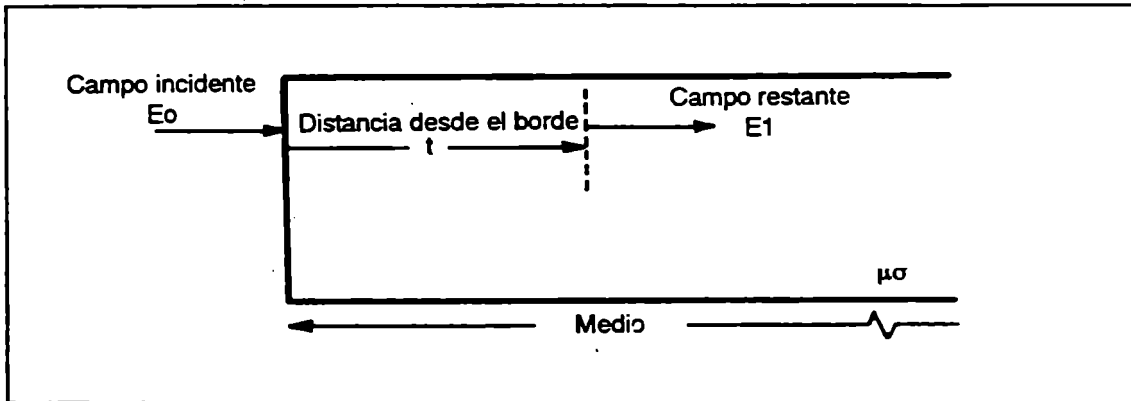 Campo incidente
Eo
Distancia desde el borde
t
Campo restante
E1
μσ
Medio